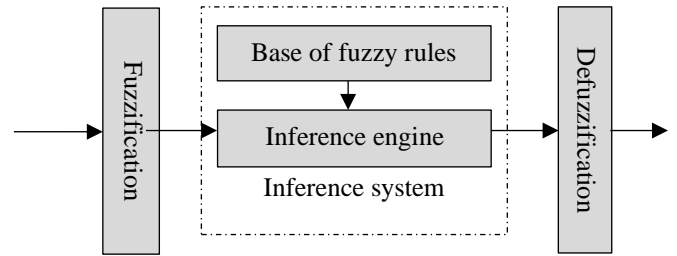 Fuzzification
Base of fuzzy rules
Inference engine
Inference system
Defuzzification